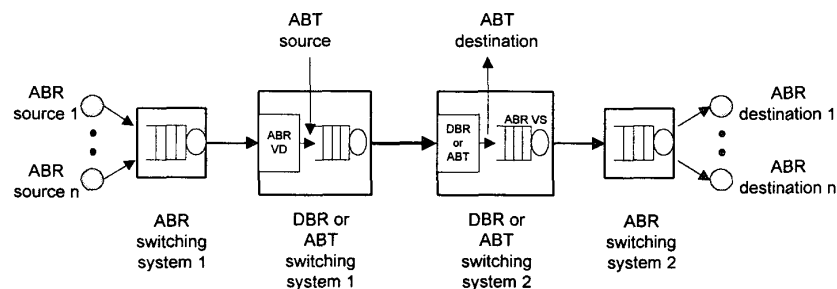 ABT
source
ABT
destination
ABR
source 1
ABR
source n
ABR
VD
DBR
or
ABT
ABR VS
ABR
destination 1
ABR
destination n
ABR
switching
system 1
DBR or
ABT
switching
system 1
DBR or
ABT
switching
system 2
ABR
switching
system 2